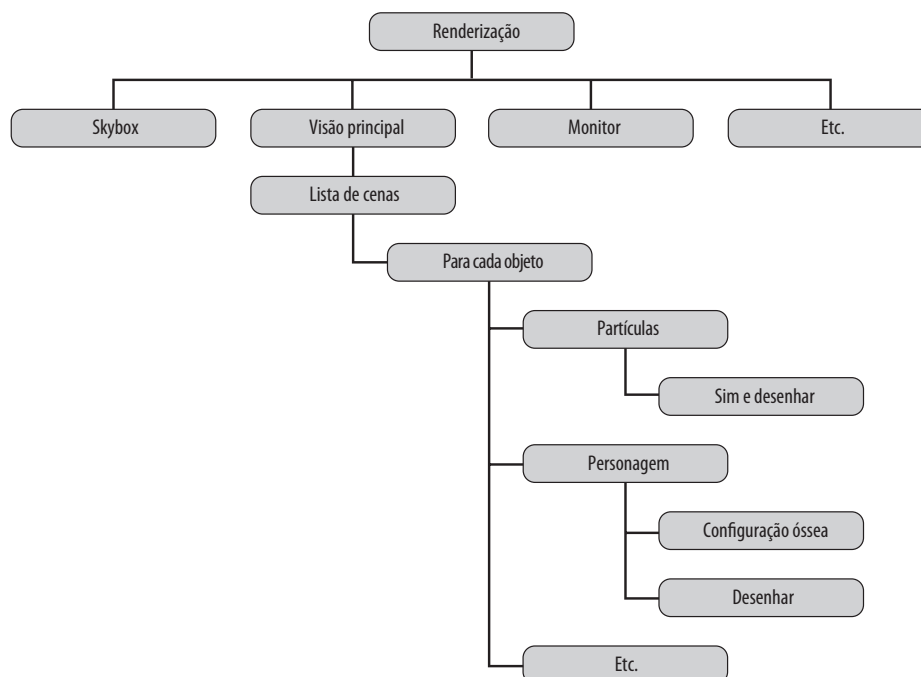 Renderização
Skybox
Visão principal
Monitor
Etc.
Lista de cenas
Para cada objeto
Partículas
Sim e desenhar
Personagem
Configuração óssea
Desenhar
Etc.